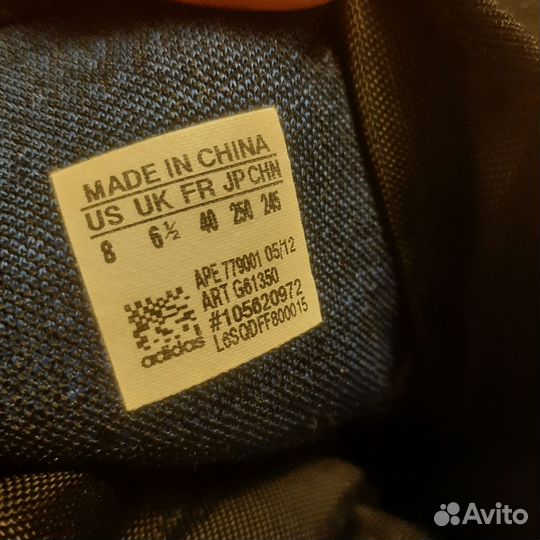 MADE IN CHINA
US UK FR JP CHN
8 6½ 40 250 245
APE 779001 05/12
ART G61350
#105620972
L6SQDFF800015
adidas
Avito